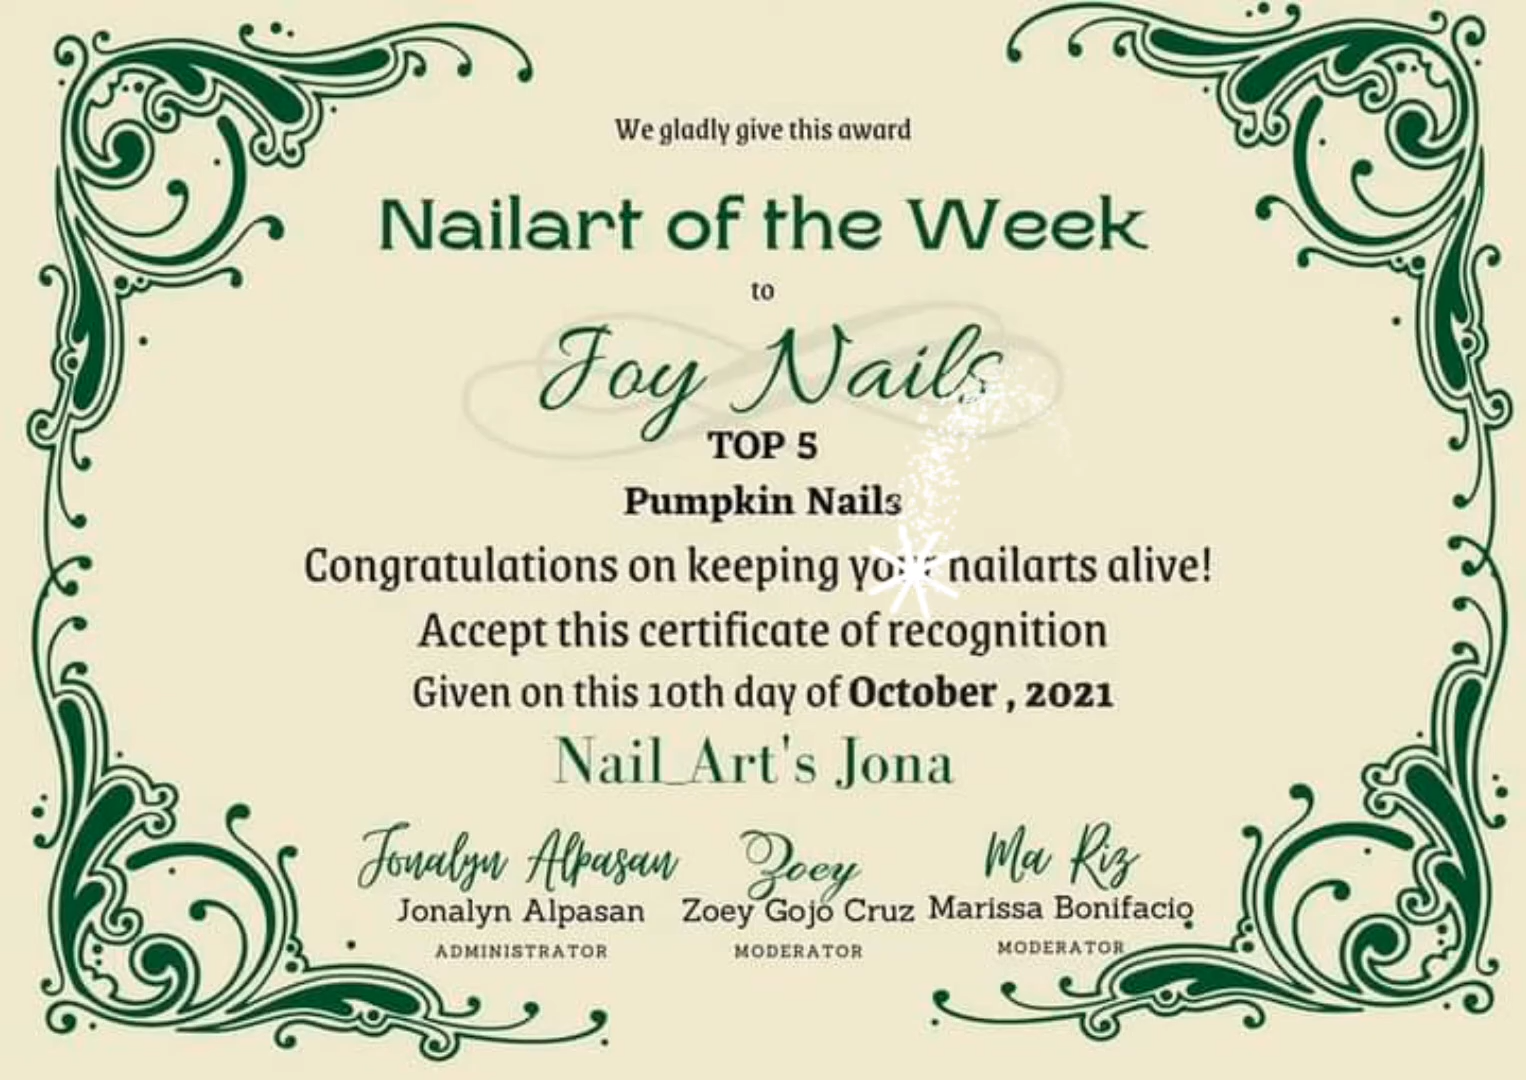 We gladly give this award
Nailart of the Week
to
Joy Nails
TOP 5
Pumpkin Nails
Congratulations on keeping your nailarts alive!
Accept this certificate of recognition
Given on this 10th day of October , 2021
Nail_Art's Jona
Jonalyn Alpasan Zoey Ma Riz
Jonalyn Alpasan Zoey Gojo Cruz Marissa Bonifacio
ADMINISTRATOR MODERATOR MODERATOR